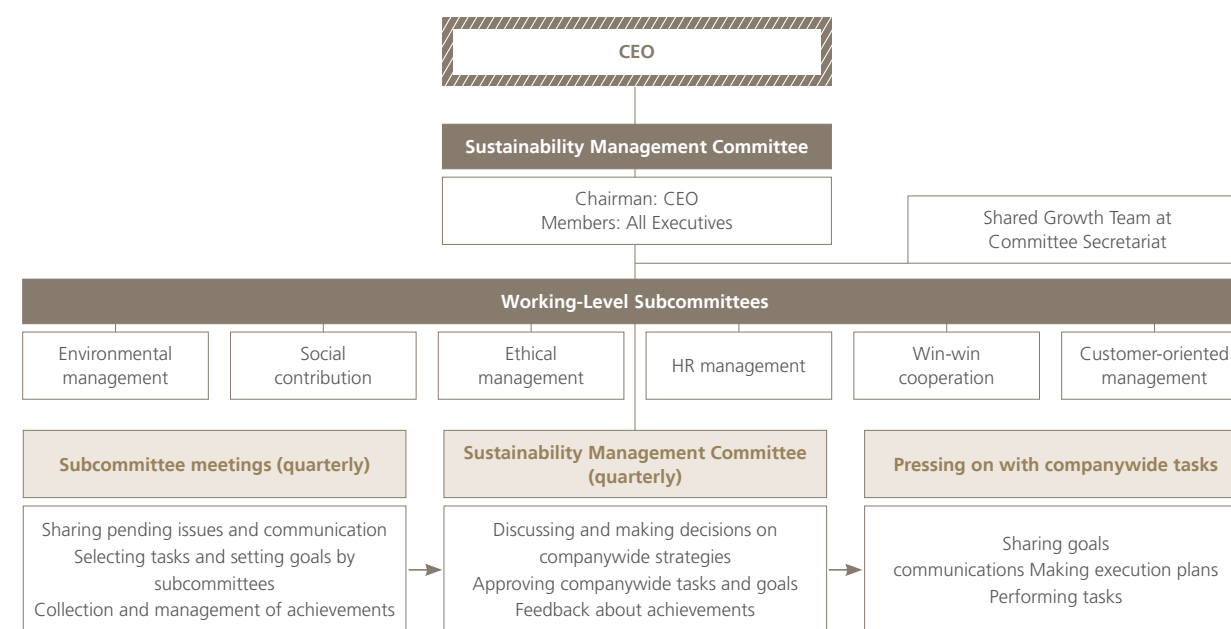 CEO
Sustainability Management Committee
Chairman: CEO
Members: All Executives
Shared Growth Team at
Committee Secretariat
Working-Level Subcommittees
Environmental
management
Social
contribution
Ethical
management
HR management
Win-win
cooperation
Customer-oriented
management
Subcommittee meetings (quarterly)
Sharing pending issues and communication
Selecting tasks and setting goals by
subcommittees
Collection and management of achievements
Sustainability Management Committee
(quarterly)
Discussing and making decisions on
companywide strategies
Approving companywide tasks and goals
Feedback about achievements
Pressing on with companywide tasks
Sharing goals
communications Making execution plans
Performing tasks